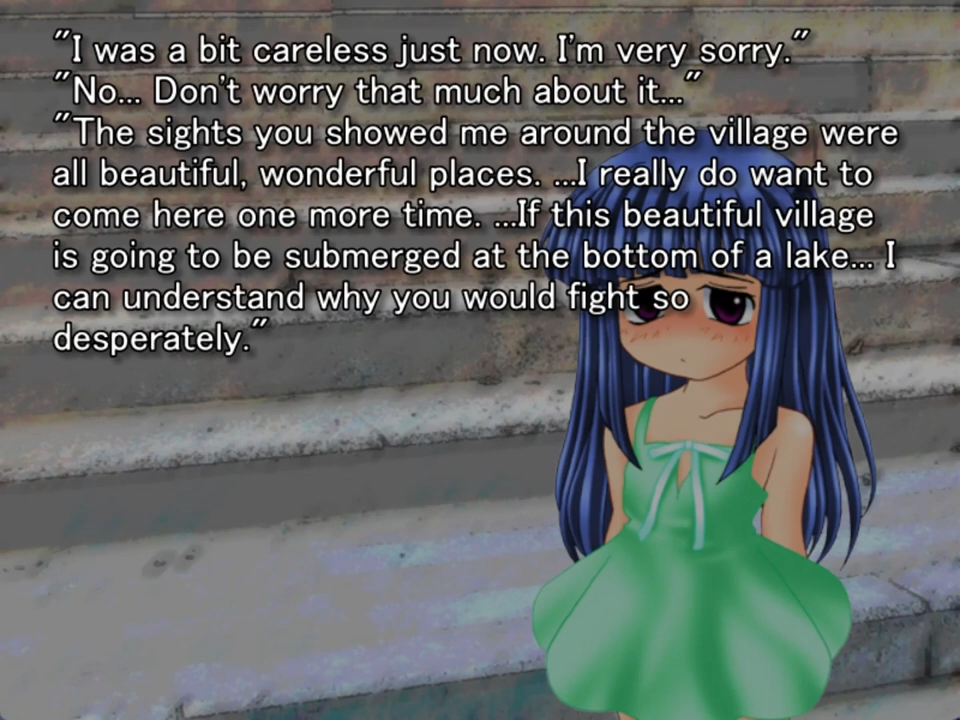 "I was a bit careless just now. I'm very sorry."
"No... Don't worry that much about it..."
"The sights you showed me around the village were
all beautiful, wonderful places. ...I really do want to
come here one more time. ...If this beautiful village
is going to be submerged at the bottom of a lake... I
can understand why you would fight so
desperately."